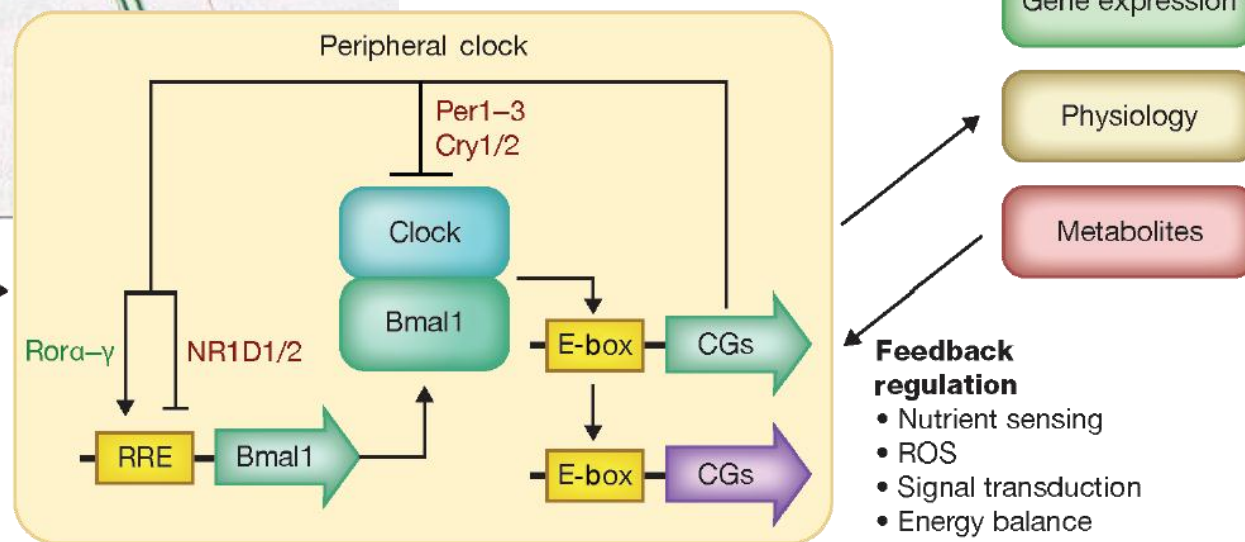 Peripheral clock
Per1–3
Cry1/2
Clock
Bmal1
Rorα–γ
NR1D1/2
RRE
Bmal1
E-box
CGs
E-box
CGs
Gene expression
Physiology
Metabolites
Feedback
regulation
• Nutrient sensing
• ROS
• Signal transduction
• Energy balance